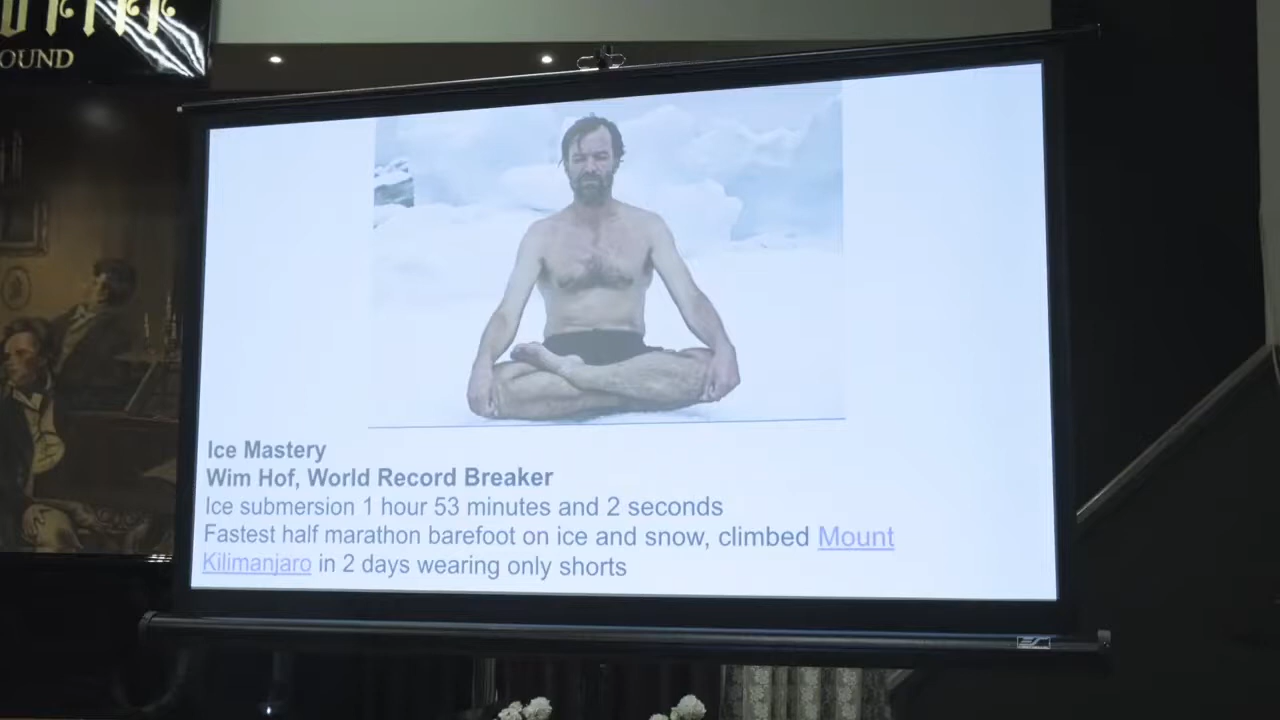 OUND
Ice Mastery
Wim Hof, World Record Breaker
Ice submersion 1 hour 53 minutes and 2 seconds
Fastest half marathon barefoot on ice and snow, climbed Mount
Kilimanjaro in 2 days wearing only shorts